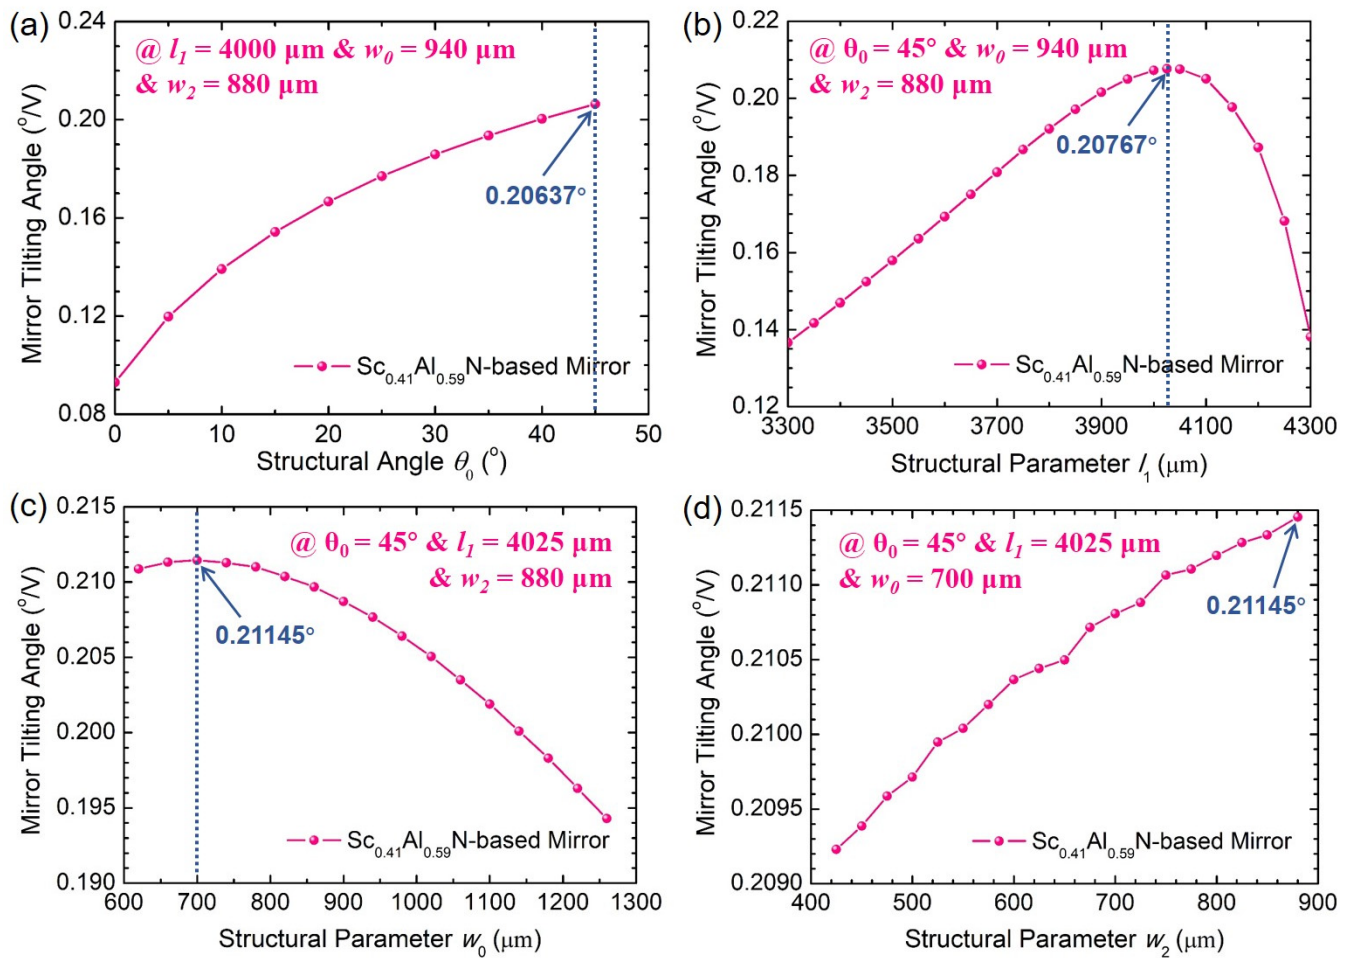 (a)
@ l₁ = 4000 μm & w₀ = 940 μm
& w₂ = 880 μm
0.24
0.20
0.16
0.12
0.08
Mirror Tilting Angle (°/V)
0.20637°
Sc₀.₄₁Al₀.₅₉N-based Mirror
0 10 20 30 40 50
Structural Angle θ₀ (°)
(b)
@ θ₀ = 45° & w₀ = 940 μm
& w₂ = 880 μm
0.22
0.20
0.18
0.16
0.14
0.12
Mirror Tilting Angle (°/V)
0.20767°
Sc₀.₄₁Al₀.₅₉N-based Mirror
3300 3500 3700 3900 4100 4300
Structural Parameter l₁ (μm)
(c)
@ θ₀ = 45° & l₁ = 4025 μm
& w₂ = 880 μm
0.215
0.210
0.205
0.200
0.195
0.190
Mirror Tilting Angle (°/V)
0.21145°
Sc₀.₄₁Al₀.₅₉N-based Mirror
600 700 800 900 1000 1100 1200 1300
Structural Parameter w₀ (μm)
(d)
@ θ₀ = 45° & l₁ = 4025 μm
& w₀ = 700 μm
0.2115
0.2110
0.2105
0.2100
0.2095
0.2090
Mirror Tilting Angle (°/V)
0.21145°
Sc₀.₄₁Al₀.₅₉N-based Mirror
400 500 600 700 800 900
Structural Parameter w₂ (μm)